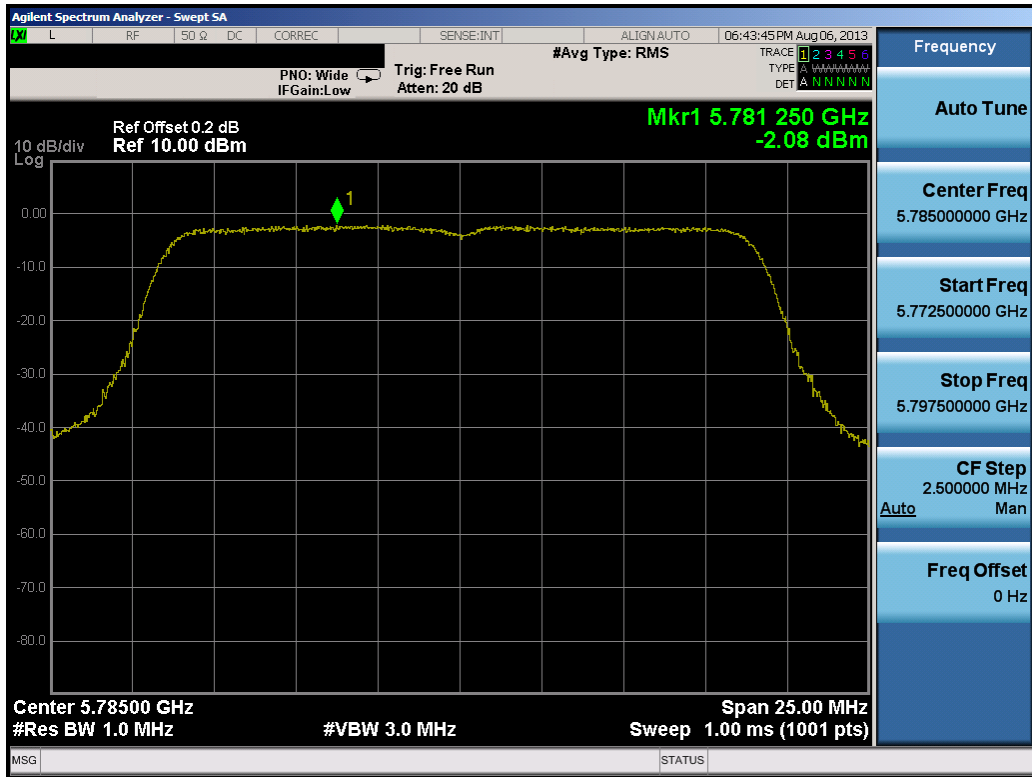 Agilent Spectrum Analyzer - Swept SA
LXI L RF 50 Ω DC CORREC SENSE:INT ALIGN AUTO 06:43:45 PM Aug 06, 2013
#Avg Type: RMS
TRACE 1 2 3 4 5 6
TYPE A WWWWW
DET A N N N N N
PNO: Wide
IFGain:Low
Trig: Free Run
Atten: 20 dB
Mkr1 5.781 250 GHz
-2.08 dBm
Ref Offset 0.2 dB
Ref 10.00 dBm
10 dB/div
Log
1
0.00
-10.0
-20.0
-30.0
-40.0
-50.0
-60.0
-70.0
-80.0
Center 5.78500 GHz
Span 25.00 MHz
#Res BW 1.0 MHz
#VBW 3.0 MHz
Sweep 1.00 ms (1001 pts)
MSG
STATUS
Frequency
Auto Tune
Center Freq
5.785000000 GHz
Start Freq
5.772500000 GHz
Stop Freq
5.797500000 GHz
CF Step
2.500000 MHz
Auto Man
Freq Offset
0 Hz